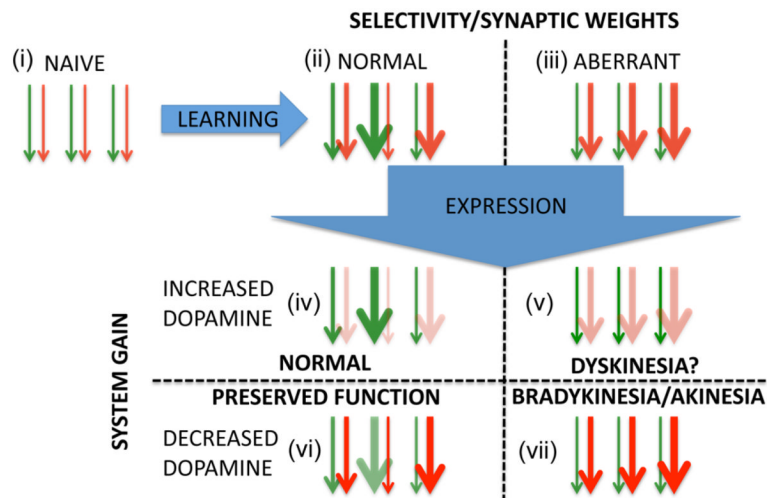 SELECTIVITY/SYNAPTIC WEIGHTS
(i) NAIVE
(ii) NORMAL
(iii) ABERRANT
LEARNING
EXPRESSION
SYSTEM GAIN
INCREASED
DOPAMINE
(iv)
(v)
NORMAL
DYSKINESIA?
PRESERVED FUNCTION
BRADYKINESIA/AKINESIA
DECREASED
DOPAMINE
(vi)
(vii)